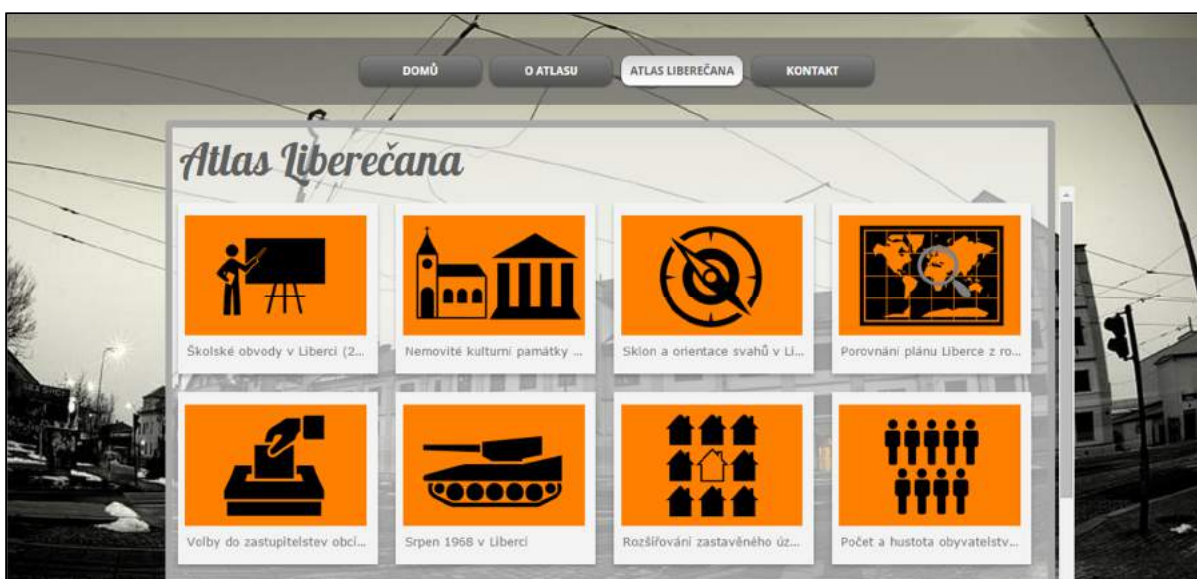 DOMŮ
O ATLASU
ATLAS LIBEREČANA
KONTAKT
Atlas Liberečana
Školské obvody v Liberci (2...
Nemovité kulturní památky ...
Sklon a orientace svahů v Li...
Porovnání plánu Liberce z ro...
Volby do zastupitelstev obcí...
Srpen 1968 v Liberci
Rozšiřování zastavěného úz...
Počet a hustota obyvatelstv...